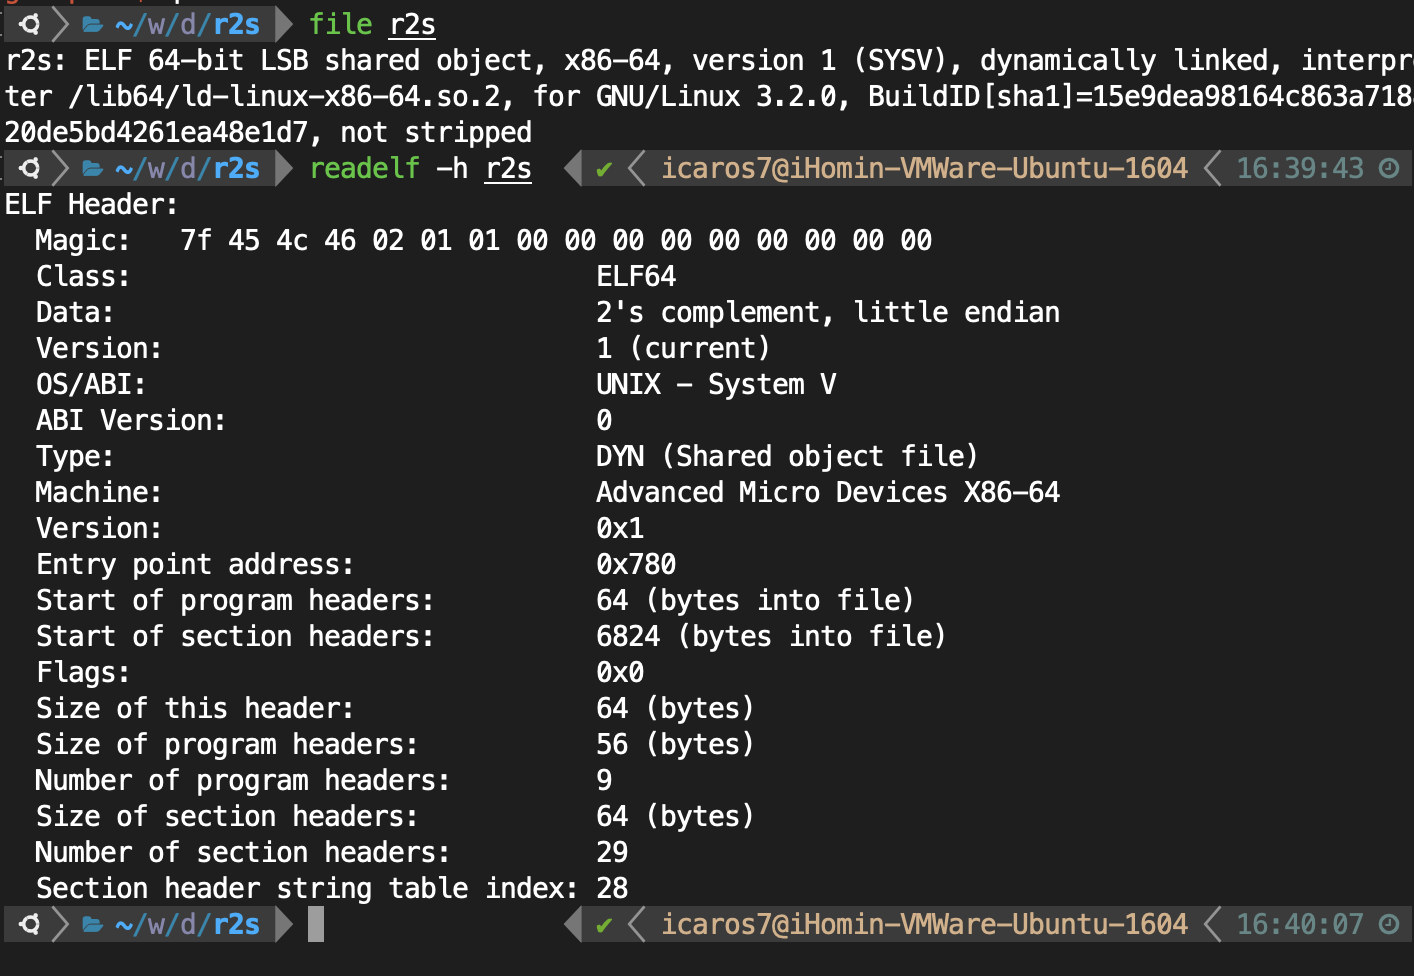 ~/w/d/r2s file r2s
r2s: ELF 64-bit LSB shared object, x86-64, version 1 (SYSV), dynamically linked, interpre
ter /lib64/ld-linux-x86-64.so.2, for GNU/Linux 3.2.0, BuildID[sha1]=15e9dea98164c863a718
20de5bd4261ea48e1d7, not stripped
~/w/d/r2s readelf -h r2s ✔ icaros7@iHomin-VMWare-Ubuntu-1604 16:39:43
ELF Header:
Magic: 7f 45 4c 46 02 01 01 00 00 00 00 00 00 00 00 00
Class: ELF64
Data: 2's complement, little endian
Version: 1 (current)
OS/ABI: UNIX - System V
ABI Version: 0
Type: DYN (Shared object file)
Machine: Advanced Micro Devices X86-64
Version: 0x1
Entry point address: 0x780
Start of program headers: 64 (bytes into file)
Start of section headers: 6824 (bytes into file)
Flags: 0x0
Size of this header: 64 (bytes)
Size of program headers: 56 (bytes)
Number of program headers: 9
Size of section headers: 64 (bytes)
Number of section headers: 29
Section header string table index: 28
~/w/d/r2s ✔ icaros7@iHomin-VMWare-Ubuntu-1604 16:40:07